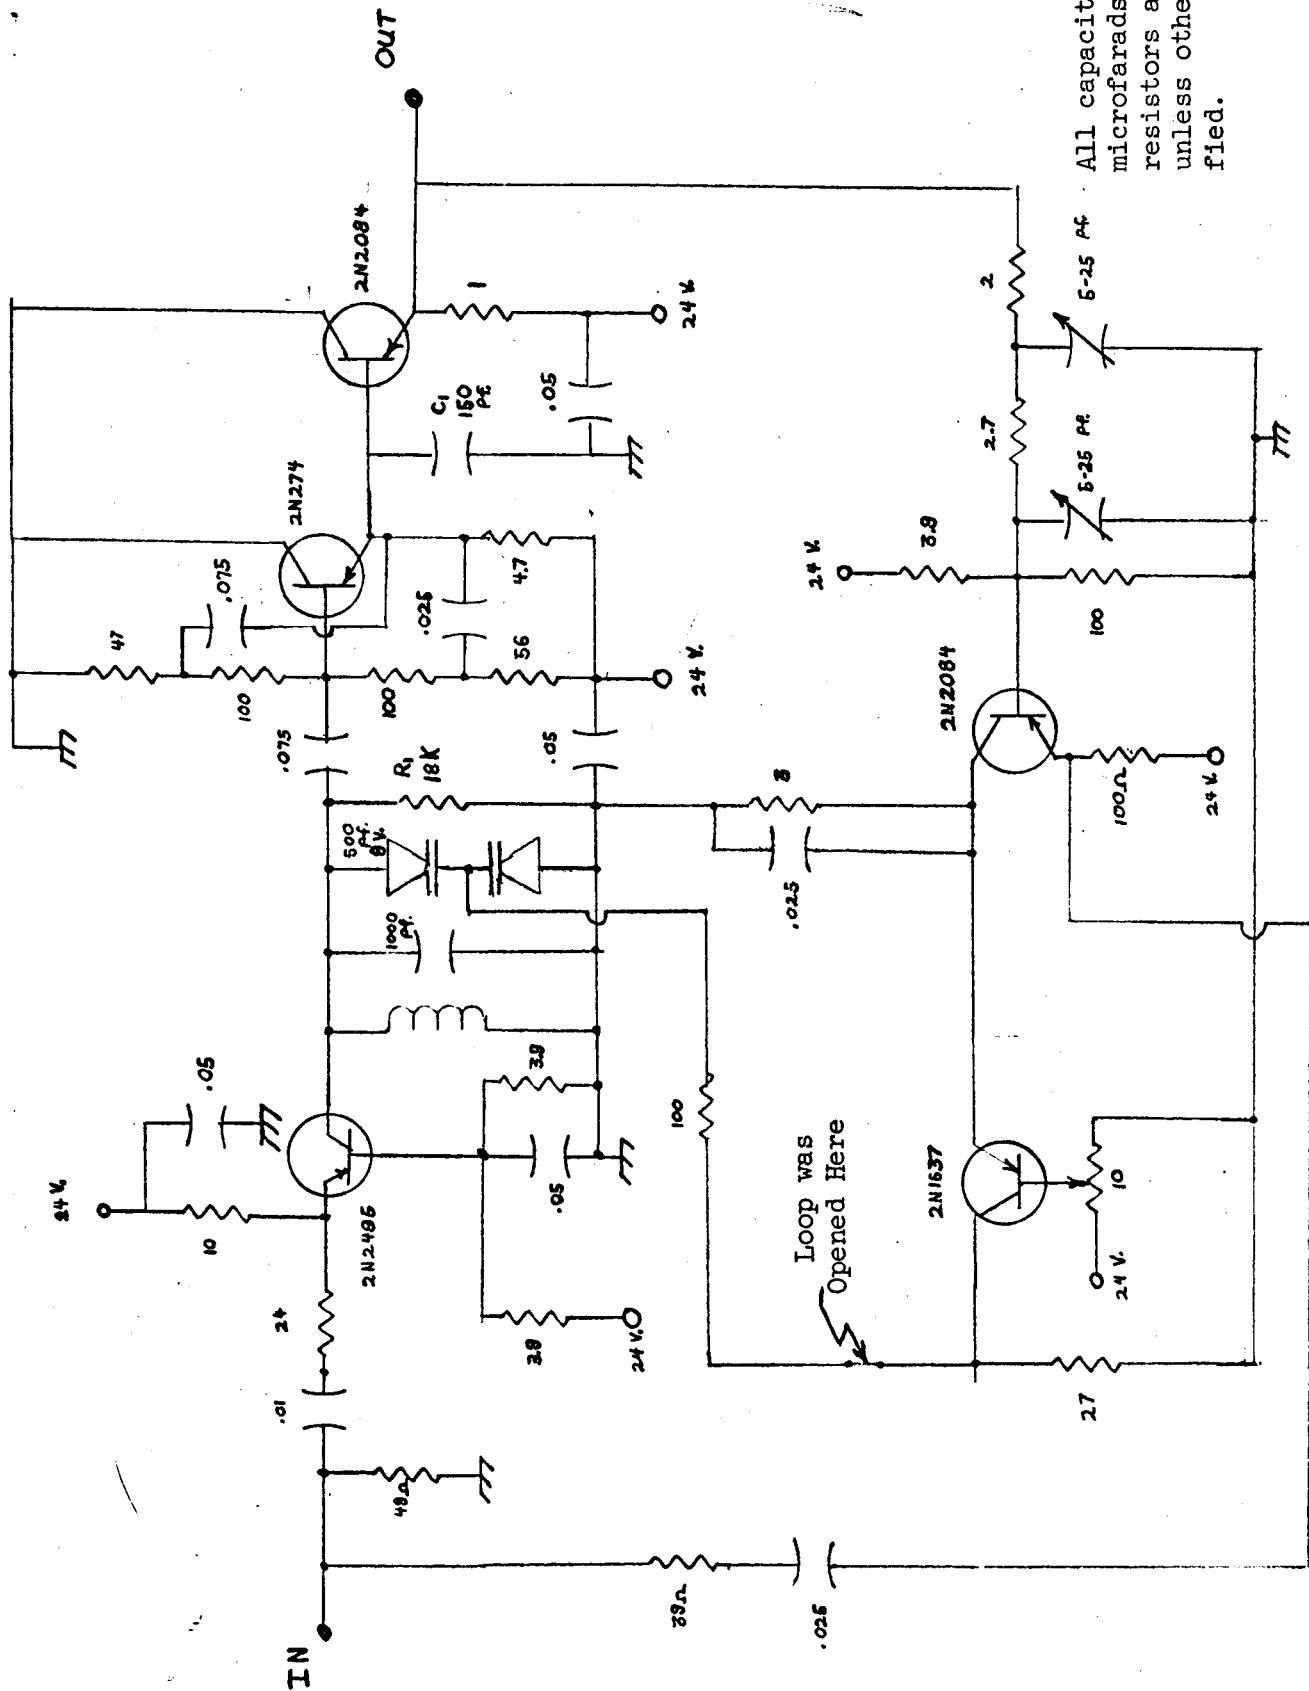 OUT
2N2084
1
24 V.
C1
150
Pf.
.05
2N274
.075
47
100
100
.025
4.7
56
24 V.
.075
R1
18K
.05
500
Pf.
8 V.
1000
Pf.
.05
24 V.
10
2N2495
3.9
.05
3.9
24 V.
24
.01
49Ω
IN
39Ω
.025
100
Loop was
Opened Here
27
2N1637
10
24 V.
3
.025
2N2084
100Ω
24 V.
24 V.
3.9
100
2.7
5-25 Pf.
2
5-25 Pf.
All capacit
microfarads
resistors a
unless othe
fied.